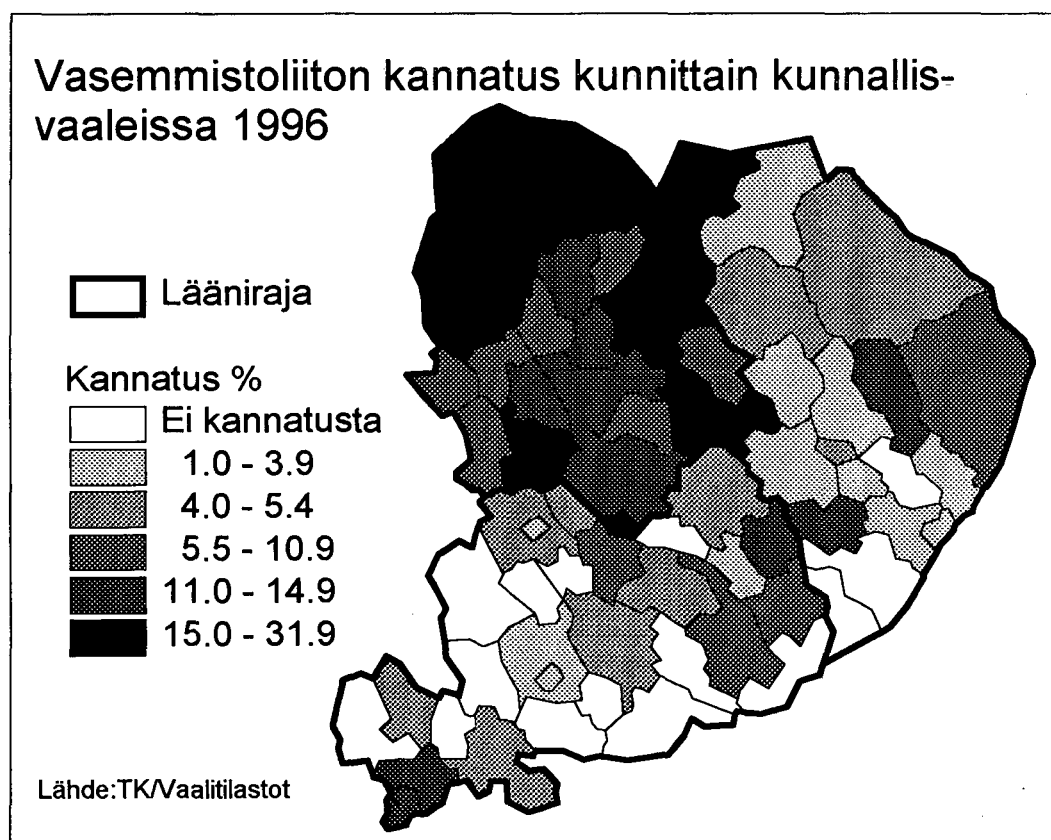 Vasemmistoliiton kannatus kunnittain kunnallis-
vaaleissa 1996
Lääniraja
Kannatus %
Ei kannatusta
1.0 - 3.9
4.0 - 5.4
5.5 - 10.9
11.0 - 14.9
15.0 - 31.9
Lähde:TK/Vaalitilastot